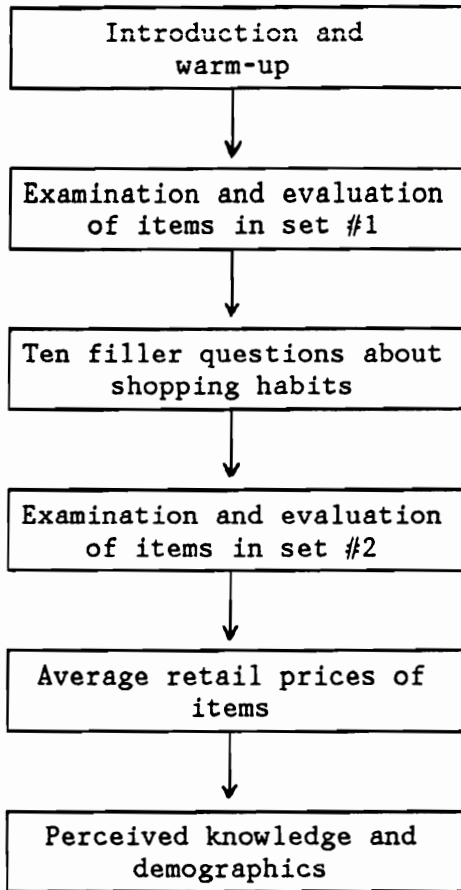 Introduction and
warm-up
Examination and evaluation
of items in set #1
Ten filler questions about
shopping habits
Examination and evaluation
of items in set #2
Average retail prices of
items
Perceived knowledge and
demographics